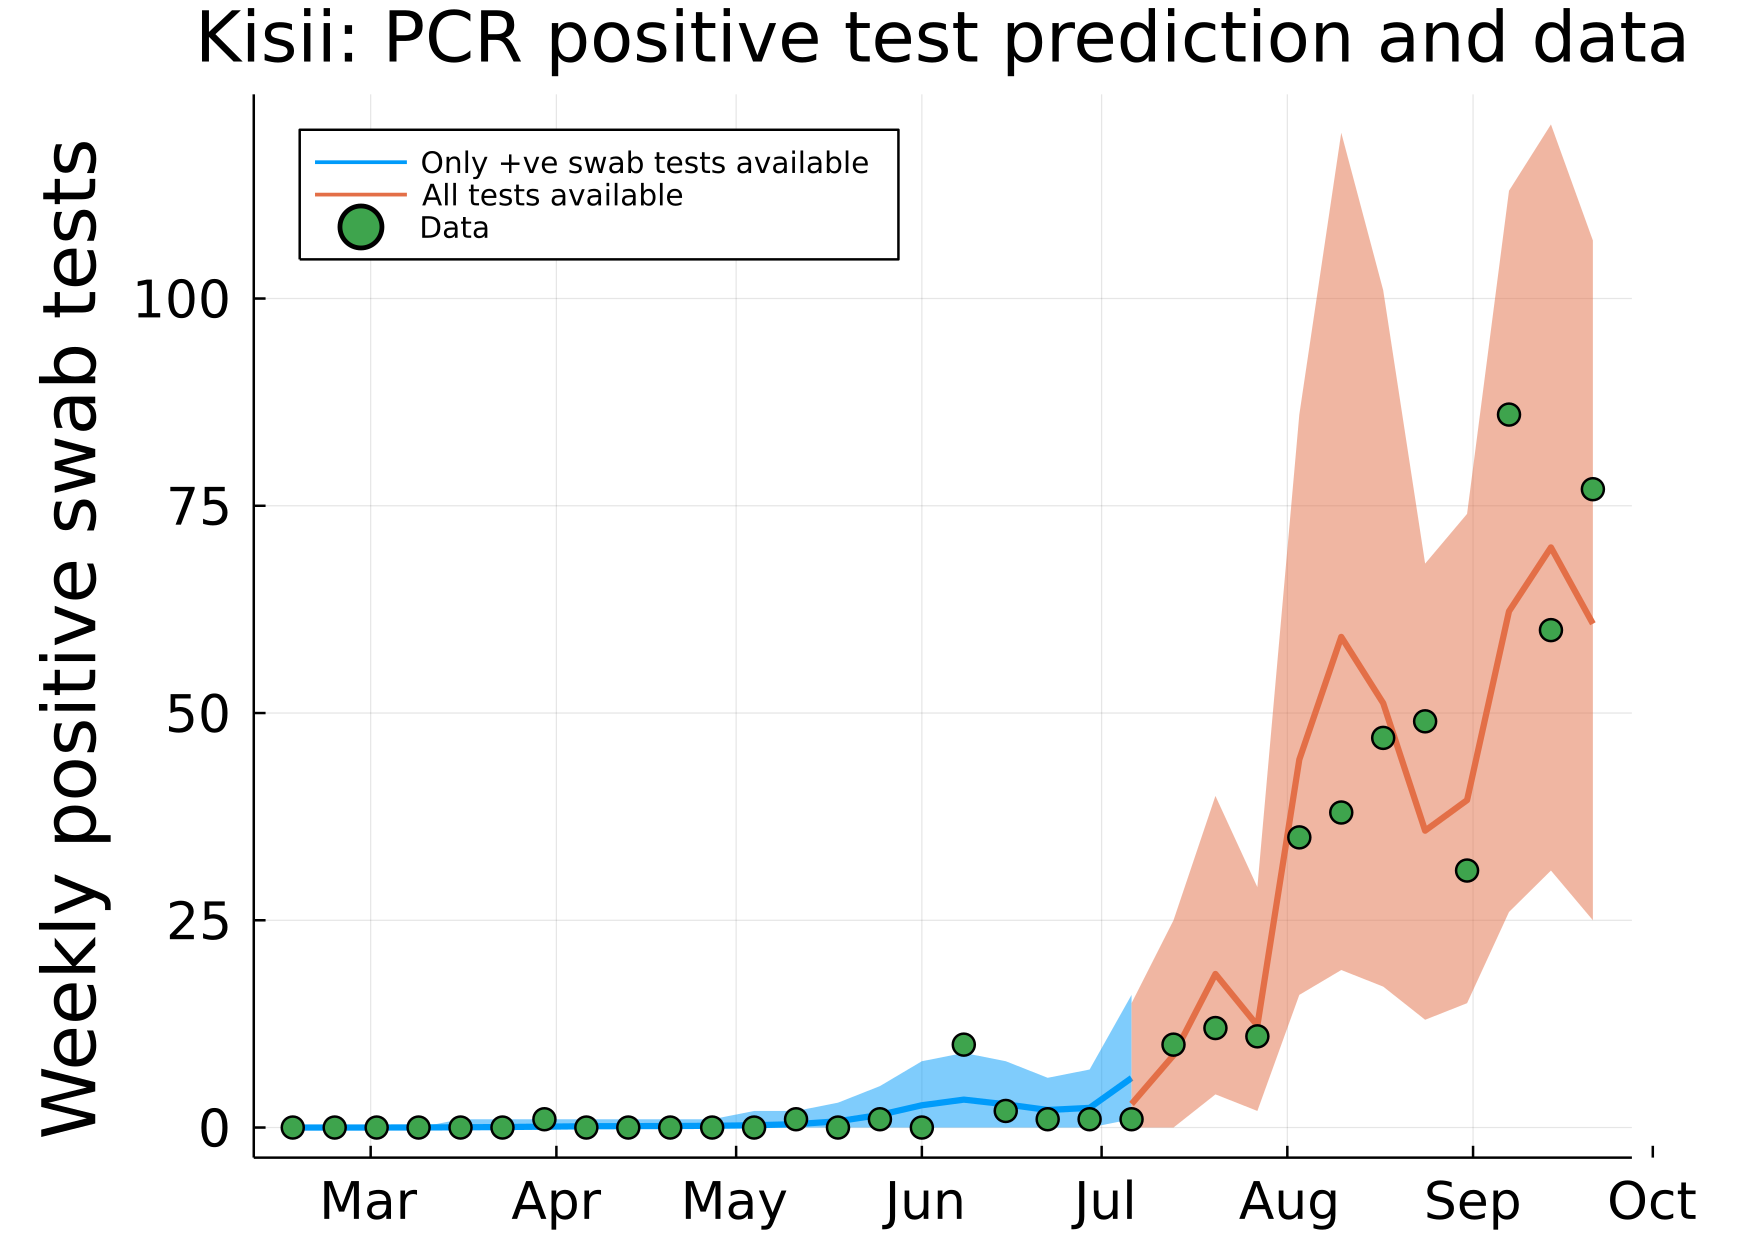 Kisii: PCR positive test prediction and data
Only +ve swab tests available
All tests available
Data
Weekly positive swab tests
100
75
50
25
0
Mar Apr May Jun Jul Aug Sep Oct